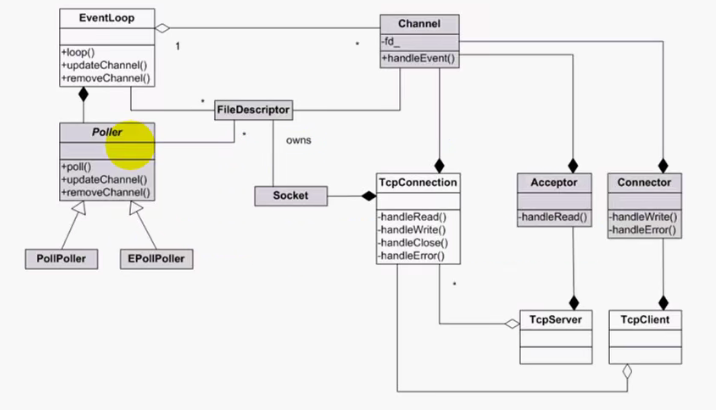 EventLoop
+loop()
+updateChannel()
+removeChannel()
1
*
Channel
-fd_
+handleEvent()
*
FileDescriptor
*
owns
Poller
+poll()
+updateChannel()
+removeChannel()
PollPoller
EPollPoller
Socket
TcpConnection
-handleRead()
-handleWrite()
-handleClose()
-handleError()
*
Acceptor
-handleRead()
Connector
-handleWrite()
-handleError()
TcpServer
TcpClient